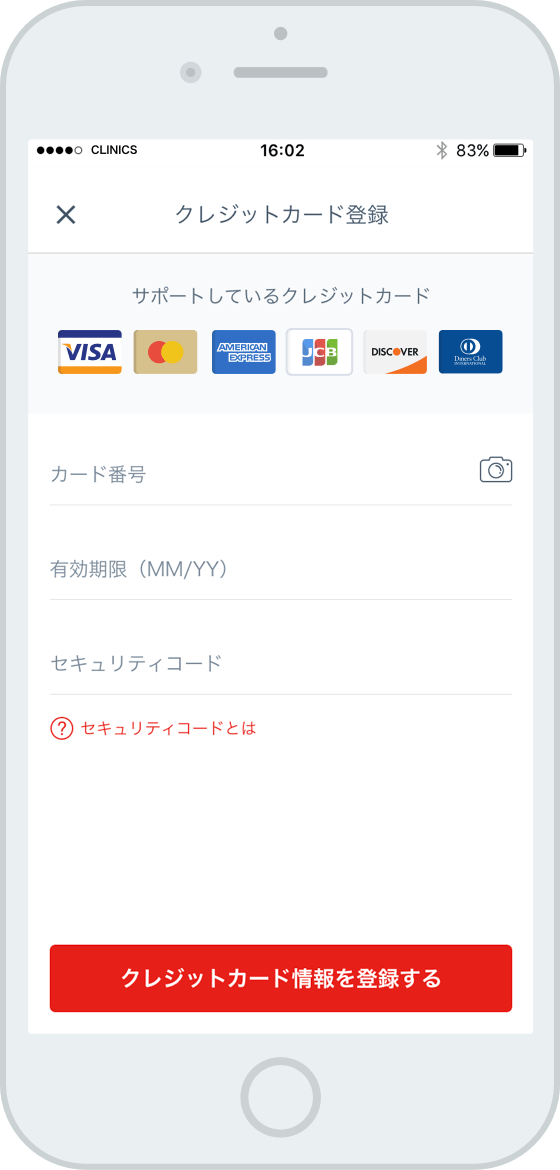 CLINICS 16:02 83%
クレジットカード登録
サポートしているクレジットカード
VISA AMERICAN EXPRESS JCB DISCOVER Diners Club INTERNATIONAL
カード番号
有効期限（MM/YY）
セキュリティコード
? セキュリティコードとは
クレジットカード情報を登録する